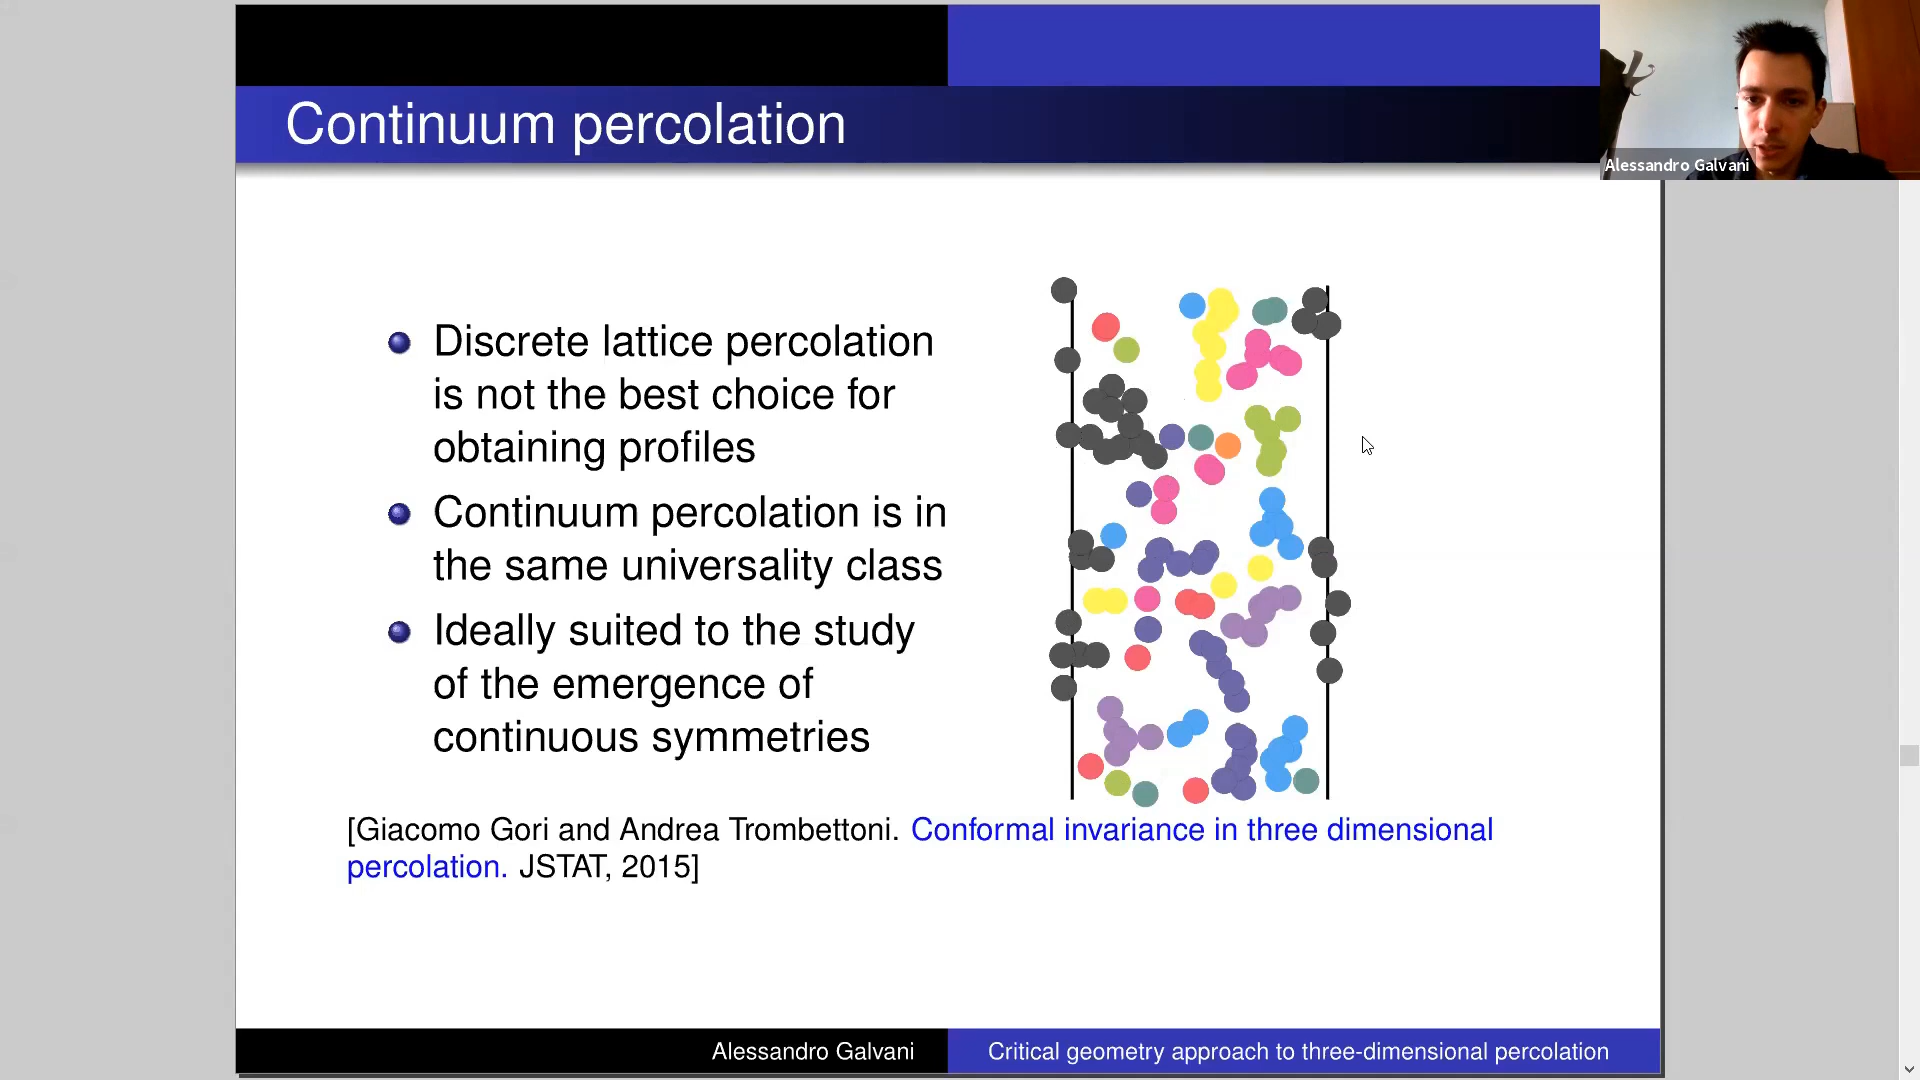 Continuum percolation
Alessandro Galvani
Discrete lattice percolation
is not the best choice for
obtaining profiles
Continuum percolation is in
the same universality class
Ideally suited to the study
of the emergence of
continuous symmetries
[Giacomo Gori and Andrea Trombettoni. Conformal invariance in three dimensional
percolation. JSTAT, 2015]
Alessandro Galvani
Critical geometry approach to three-dimensional percolation